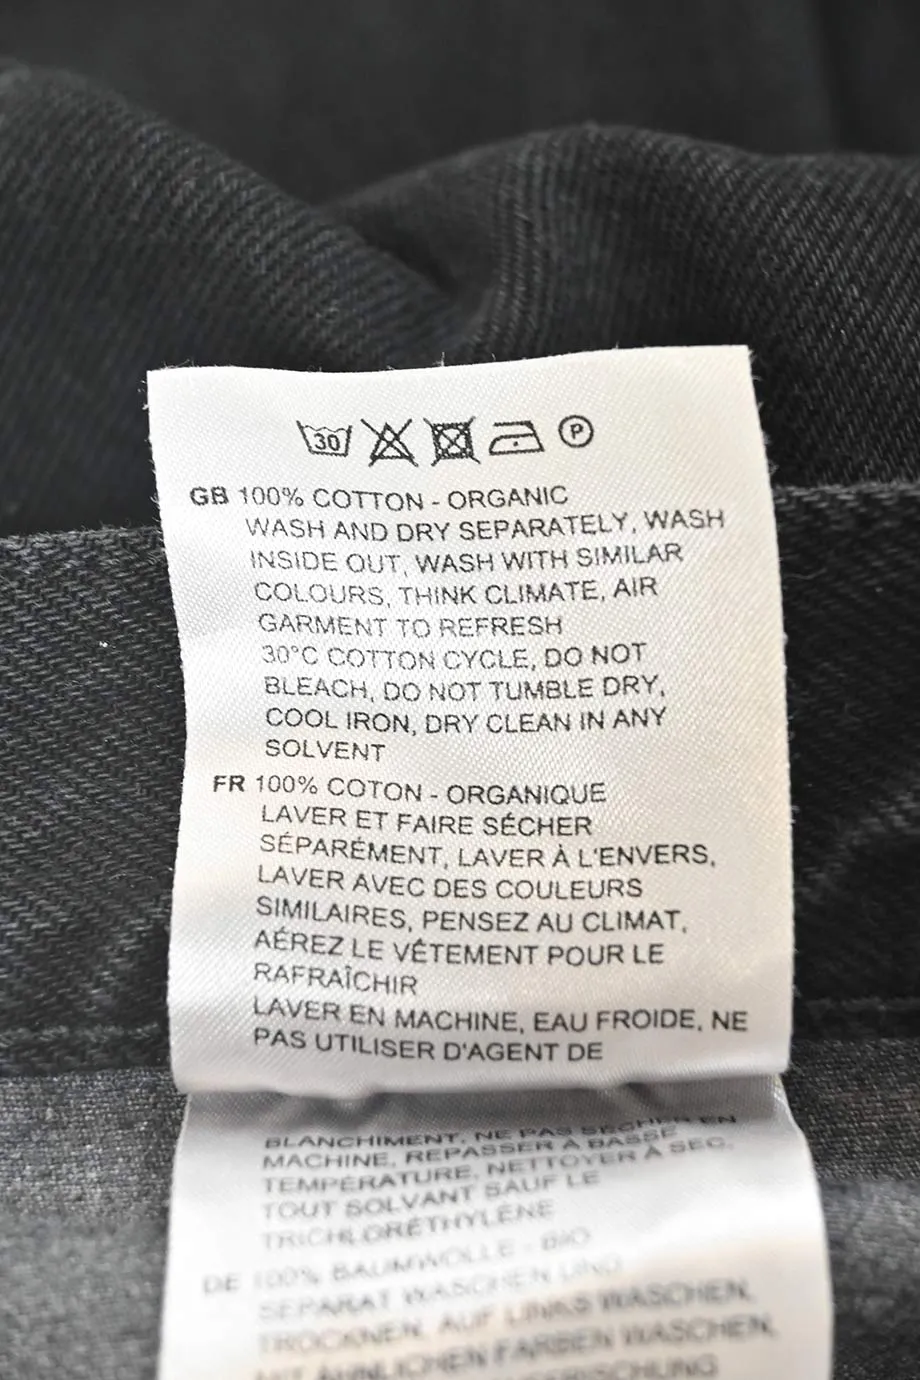 30
P
GB 100% COTTON - ORGANIC
WASH AND DRY SEPARATELY, WASH
INSIDE OUT, WASH WITH SIMILAR
COLOURS, THINK CLIMATE, AIR
GARMENT TO REFRESH
30°C COTTON CYCLE, DO NOT
BLEACH, DO NOT TUMBLE DRY,
COOL IRON, DRY CLEAN IN ANY
SOLVENT
FR 100% COTON - ORGANIQUE
LAVER ET FAIRE SÉCHER
SÉPARÉMENT, LAVER À L'ENVERS,
LAVER AVEC DES COULEURS
SIMILAIRES, PENSEZ AU CLIMAT,
AÉREZ LE VÊTEMENT POUR LE
RAFRAÎCHIR
LAVER EN MACHINE, EAU FROIDE, NE
PAS UTILISER D'AGENT DE
BLANCHIMENT, NE PAS SÉCHER EN
MACHINE, REPASSER À BASSE
TEMPÉRATURE, NETTOYER À SEC,
TOUT SOLVANT SAUF LE
TRICHLORÉTHYLÈNE
DE 100% BAUMWOLLE - BIO
SEPARAT WASCHEN UND
TROCKNEN, AUF LINKS WASCHEN,
MIT ÄHNLICHEN FARBEN WASCHEN,